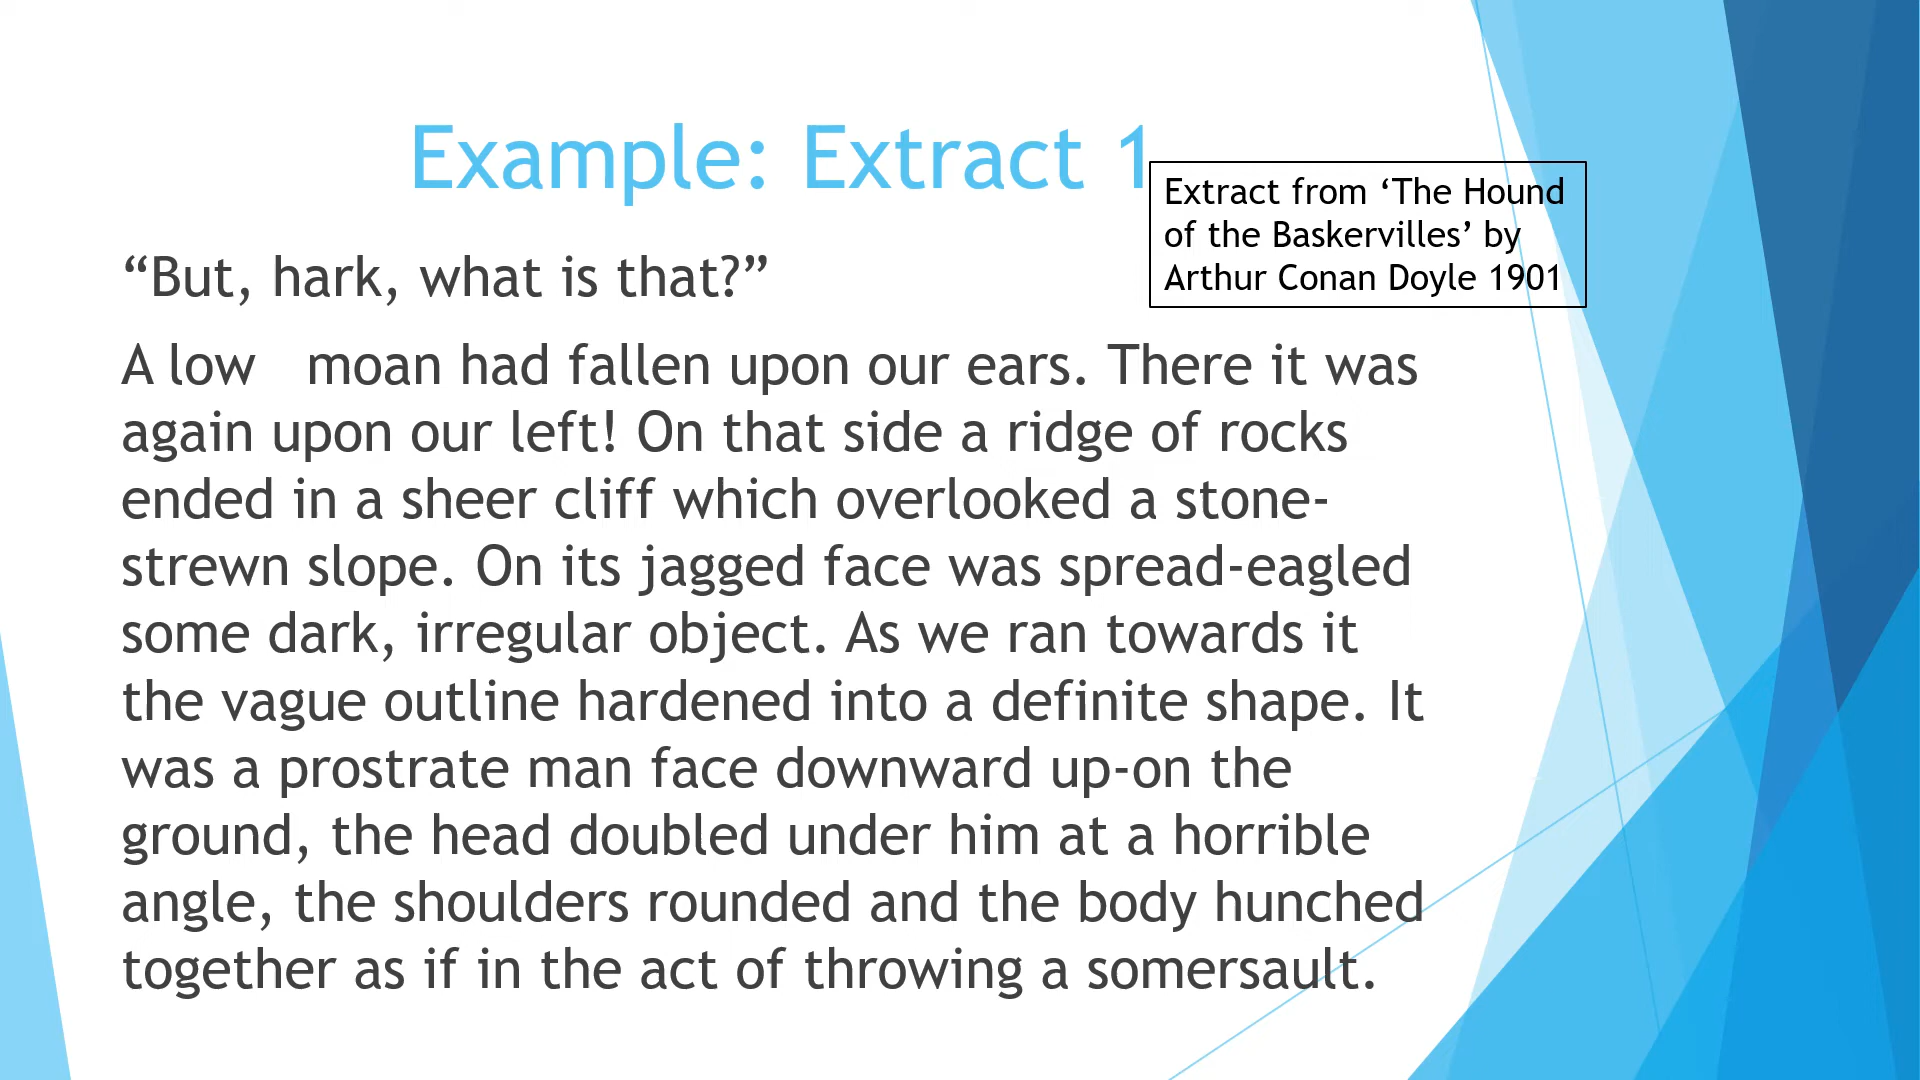 Example: Extract 1
Extract from ‘The Hound
of the Baskervilles’ by
Arthur Conan Doyle 1901
“But, hark, what is that?”
A low   moan had fallen upon our ears. There it was
again upon our left! On that side a ridge of rocks
ended in a sheer cliff which overlooked a stone-
strewn slope. On its jagged face was spread-eagled
some dark, irregular object. As we ran towards it
the vague outline hardened into a definite shape. It
was a prostrate man face downward up-on the
ground, the head doubled under him at a horrible
angle, the shoulders rounded and the body hunched
together as if in the act of throwing a somersault.